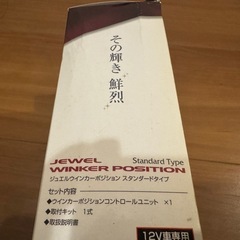 その輝き 鮮烈
JEWEL Standard Type
WINKER POSITION
ジュエルウインカーポジション スタンダードタイプ
セット内容
●ウインカーポジションコントロールユニット ×1
●取付キット 1式
●取扱説明書
12V車専用